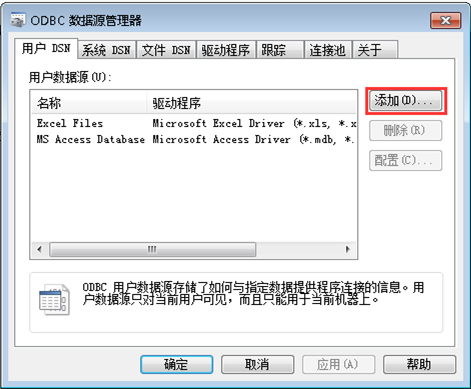 ODBC 数据源管理器
用户 DSN 系统 DSN 文件 DSN 驱动程序 跟踪 连接池 关于
用户数据源(U):
名称 驱动程序
添加(D)...
Excel Files Microsoft Excel Driver (*.xls, *.x
删除(R)
MS Access Database Microsoft Access Driver (*.mdb, *.
配置(C)...
ODBC 用户数据源存储了如何与指定数据提供程序连接的信息。用
户数据源只对当前用户可见，而且只能用于当前机器上。
确定 取消 应用(A) 帮助